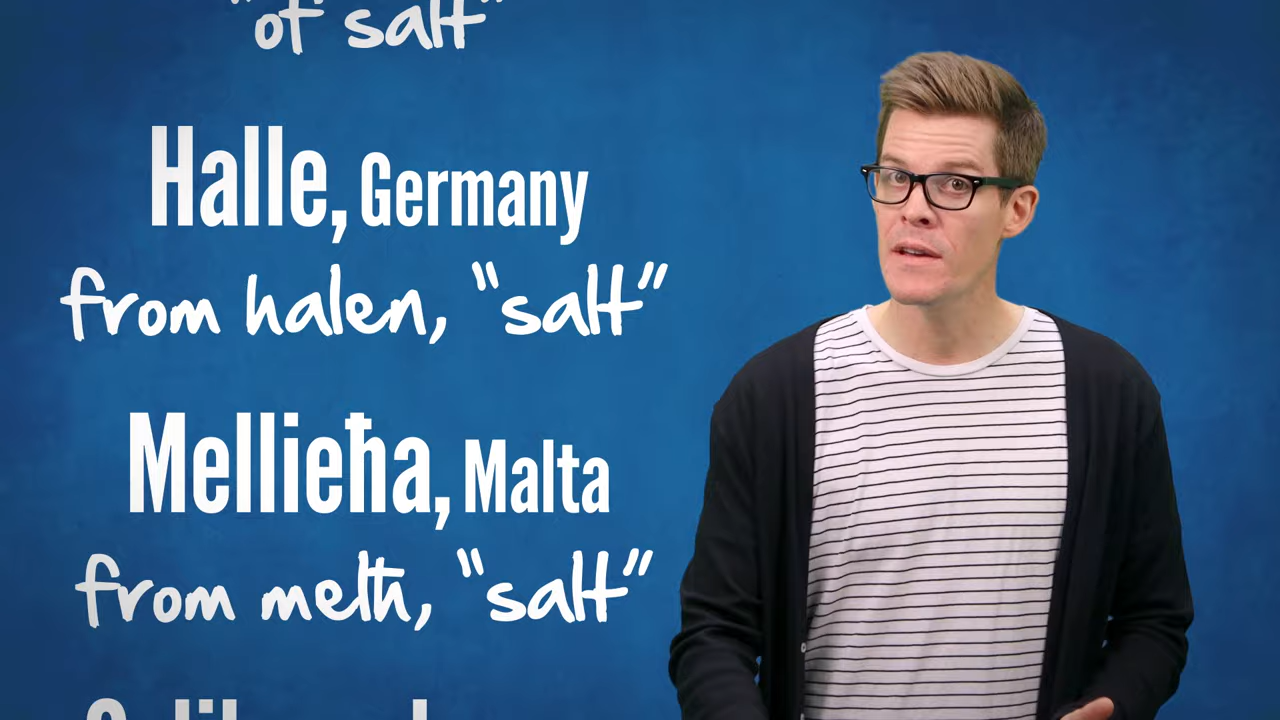 "of salt"
Halle, Germany
from halen, "salt"
Mellieħa, Malta
from melħ, "salt"